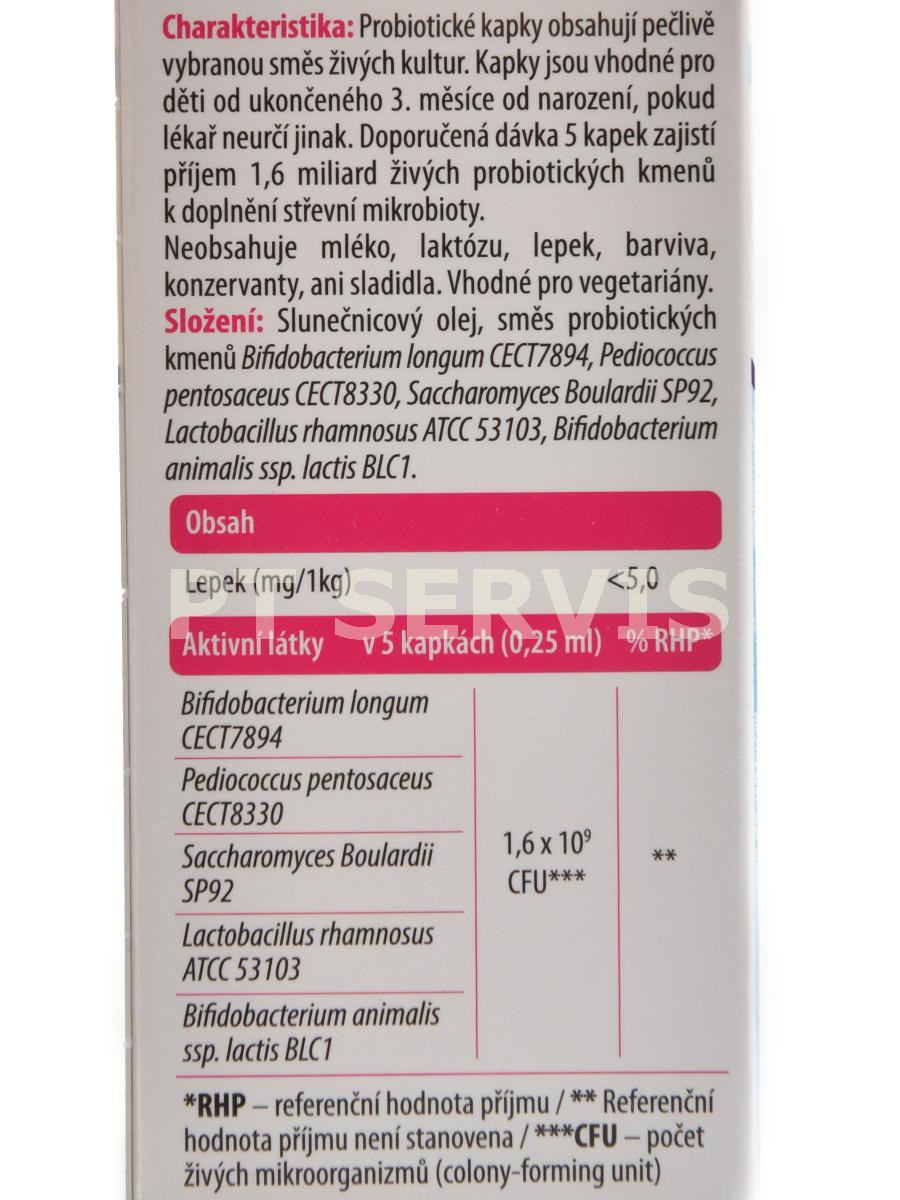 Charakteristika: Probiotické kapky obsahují pečlivě
vybranou směs živých kultur. Kapky jsou vhodné pro
děti od ukončeného 3. měsíce od narození, pokud
lékař neurčí jinak. Doporučená dávka 5 kapek zajistí
příjem 1,6 miliard živých probiotických kmenů
k doplnění střevní mikrobioty.
Neobsahuje mléko, laktózu, lepek, barviva,
konzervanty, ani sladidla. Vhodné pro vegetariány.
Složení: Slunečnicový olej, směs probiotických
kmenů Bifidobacterium longum CECT7894, Pediococcus
pentosaceus CECT8330, Saccharomyces Boulardii SP92,
Lactobacillus rhamnosus ATCC 53103, Bifidobacterium
animalis ssp. lactis BLC1.
Obsah
Lepek (mg/1kg) <5,0
PT SERVIS
Aktivní látky v 5 kapkách (0,25 ml) % RHP*
Bifidobacterium longum
CECT7894
Pediococcus pentosaceus
CECT8330
Saccharomyces Boulardii
SP92
Lactobacillus rhamnosus
ATCC 53103
Bifidobacterium animalis
ssp. lactis BLC1
1,6 x 10⁹
CFU***
**
*RHP – referenční hodnota příjmu / ** Referenční
hodnota příjmu není stanovena / ***CFU – počet
živých mikroorganizmů (colony-forming unit)